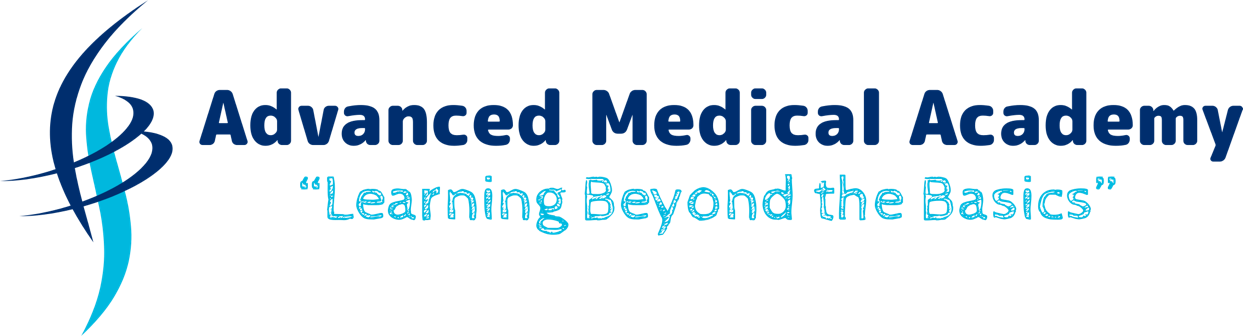 Advanced Medical Academy
“Learning Beyond the Basics”